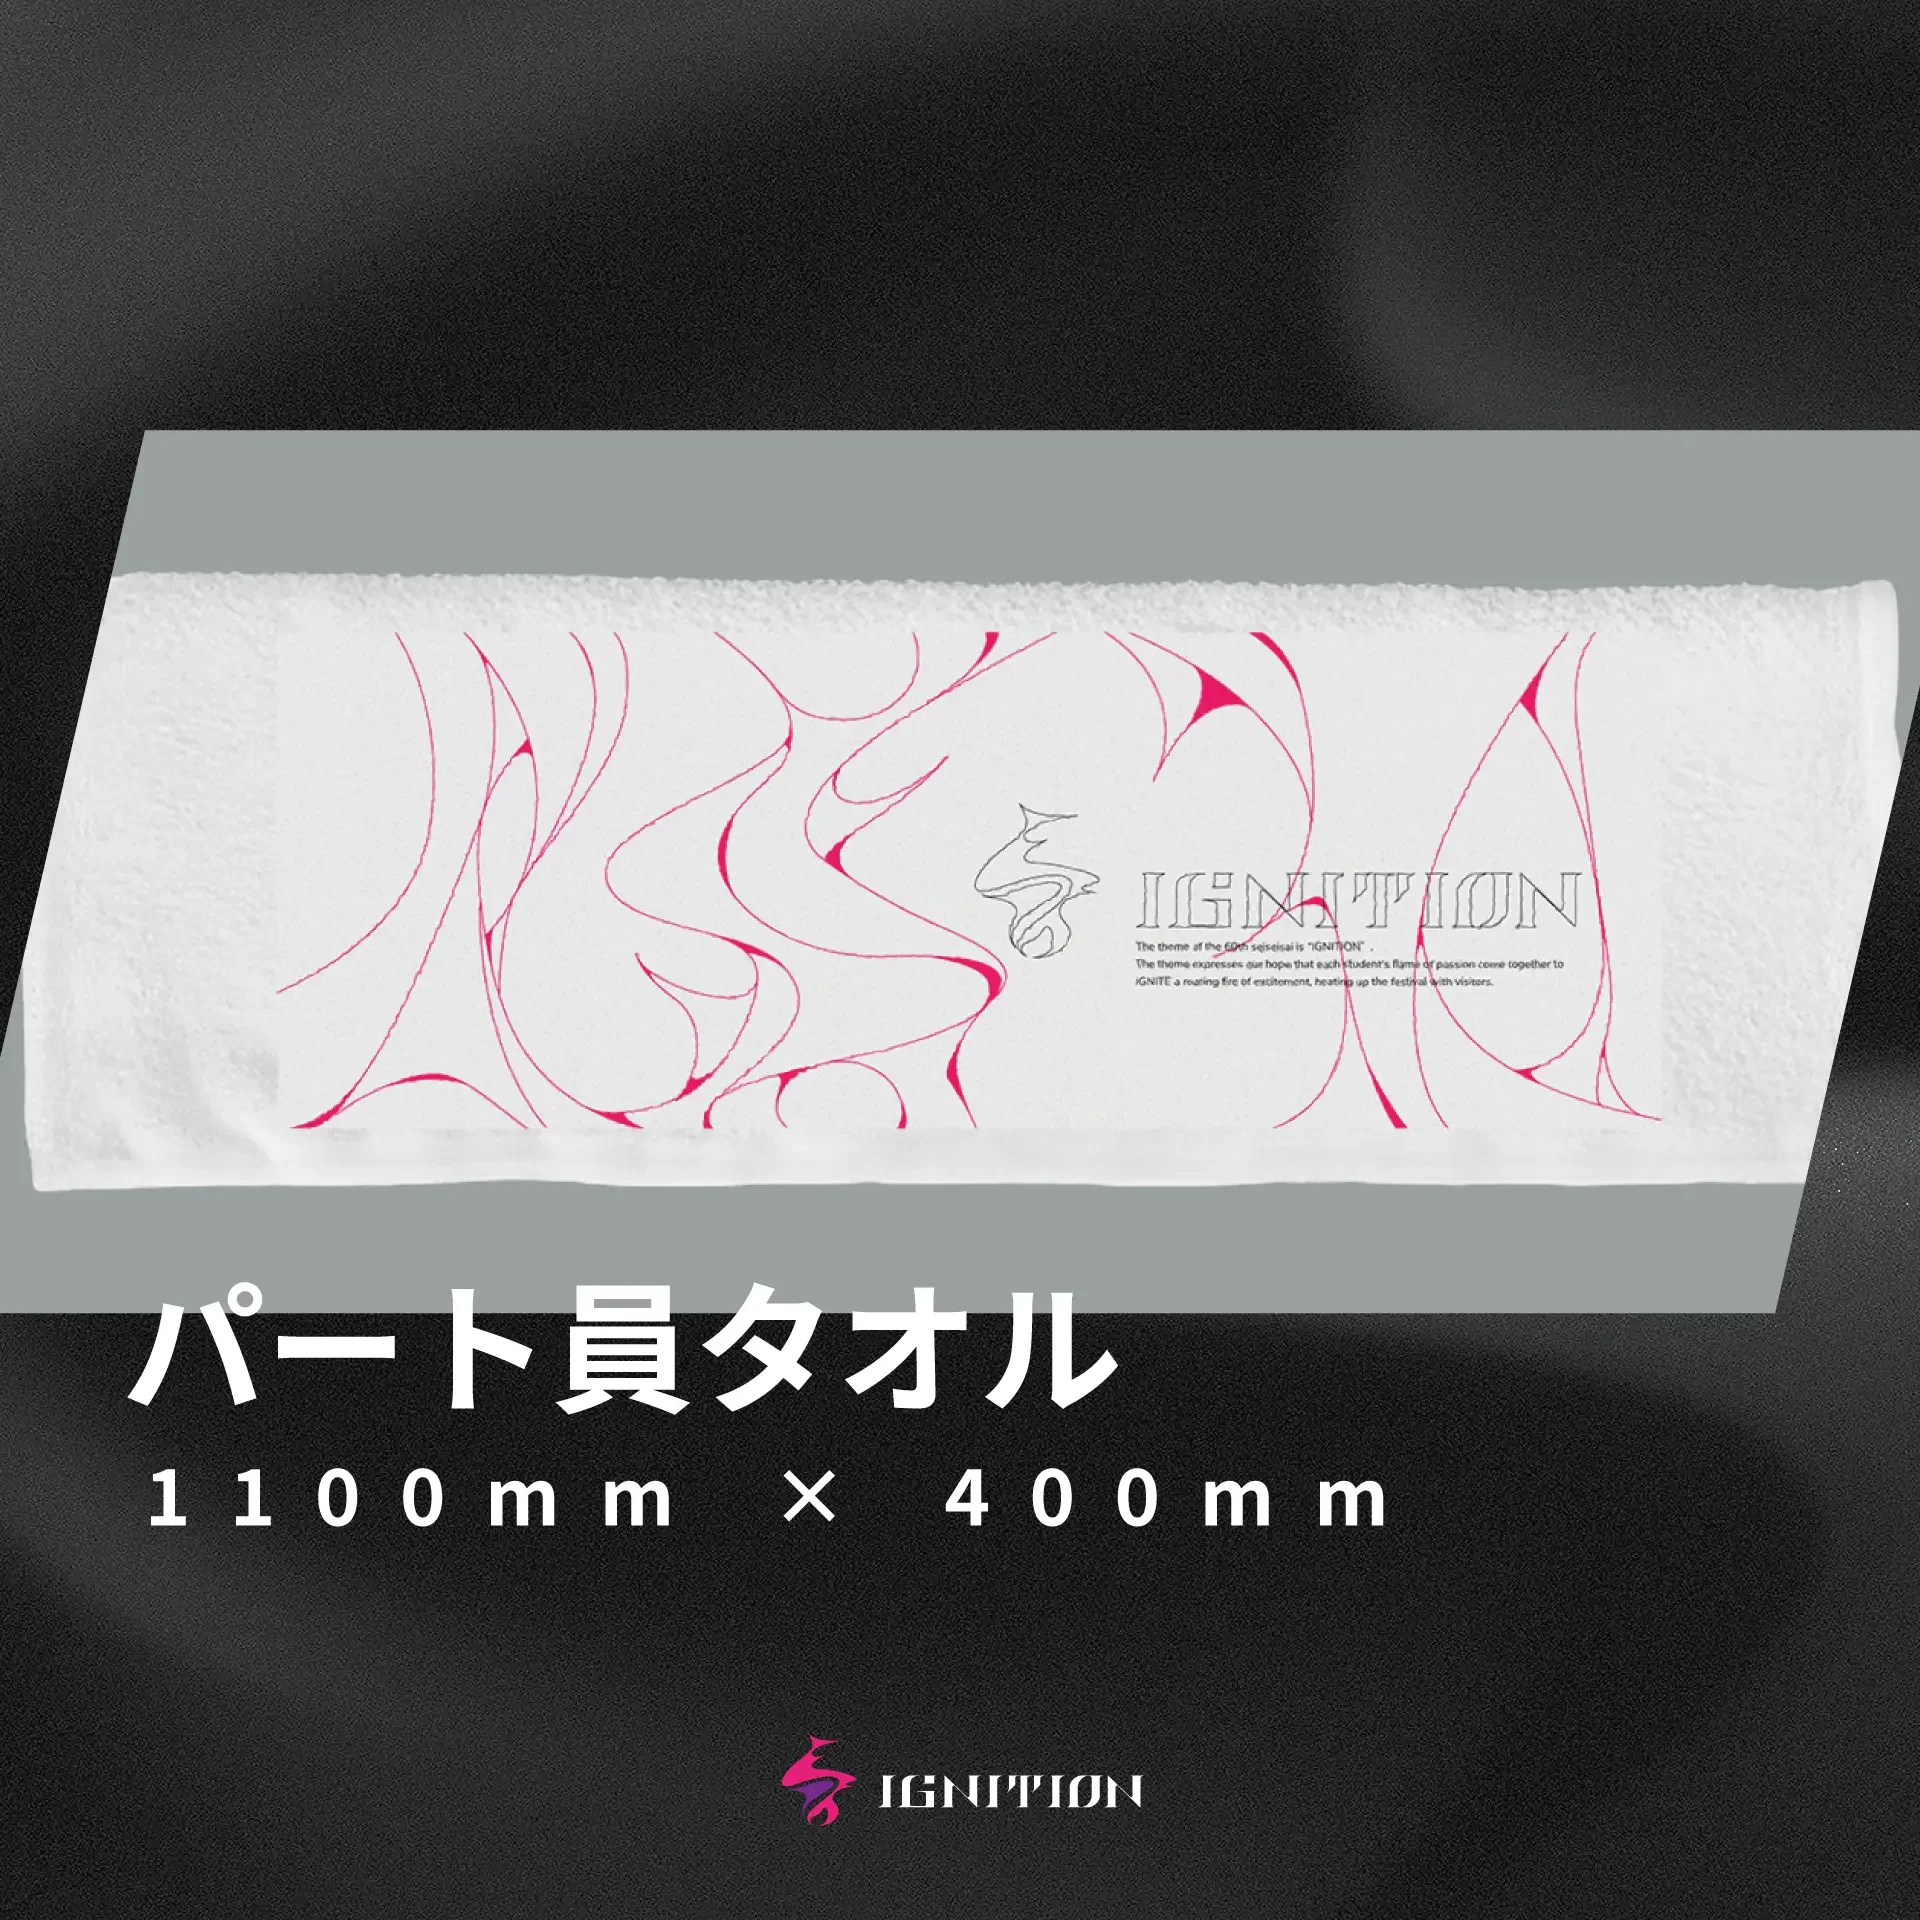 IGNITION
The theme of the 60th seiseisai is "IGNITION" .
The theme expresses our hope that each student's flame of passion come together to
IGNITE a roaring fire of excitement, heating up the festival with visitors.
パート員タオル
1100mm × 400mm
IGNITION